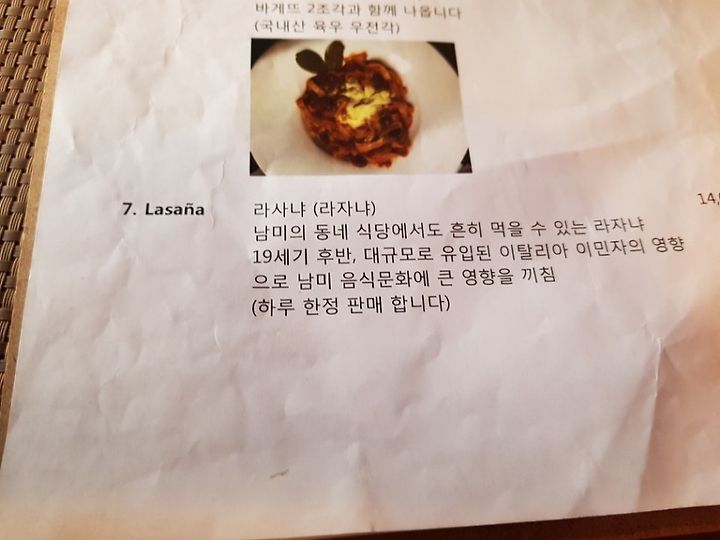 바게뜨 2조각과 함께 나옵니다
(국내산 육우 우전각)
7. Lasaña
라사냐 (라자냐)
14,
남미의 동네 식당에서도 흔히 먹을 수 있는 라자냐
19세기 후반, 대규모로 유입된 이탈리아 이민자의 영향
으로 남미 음식문화에 큰 영향을 끼침
(하루 한정 판매 합니다)